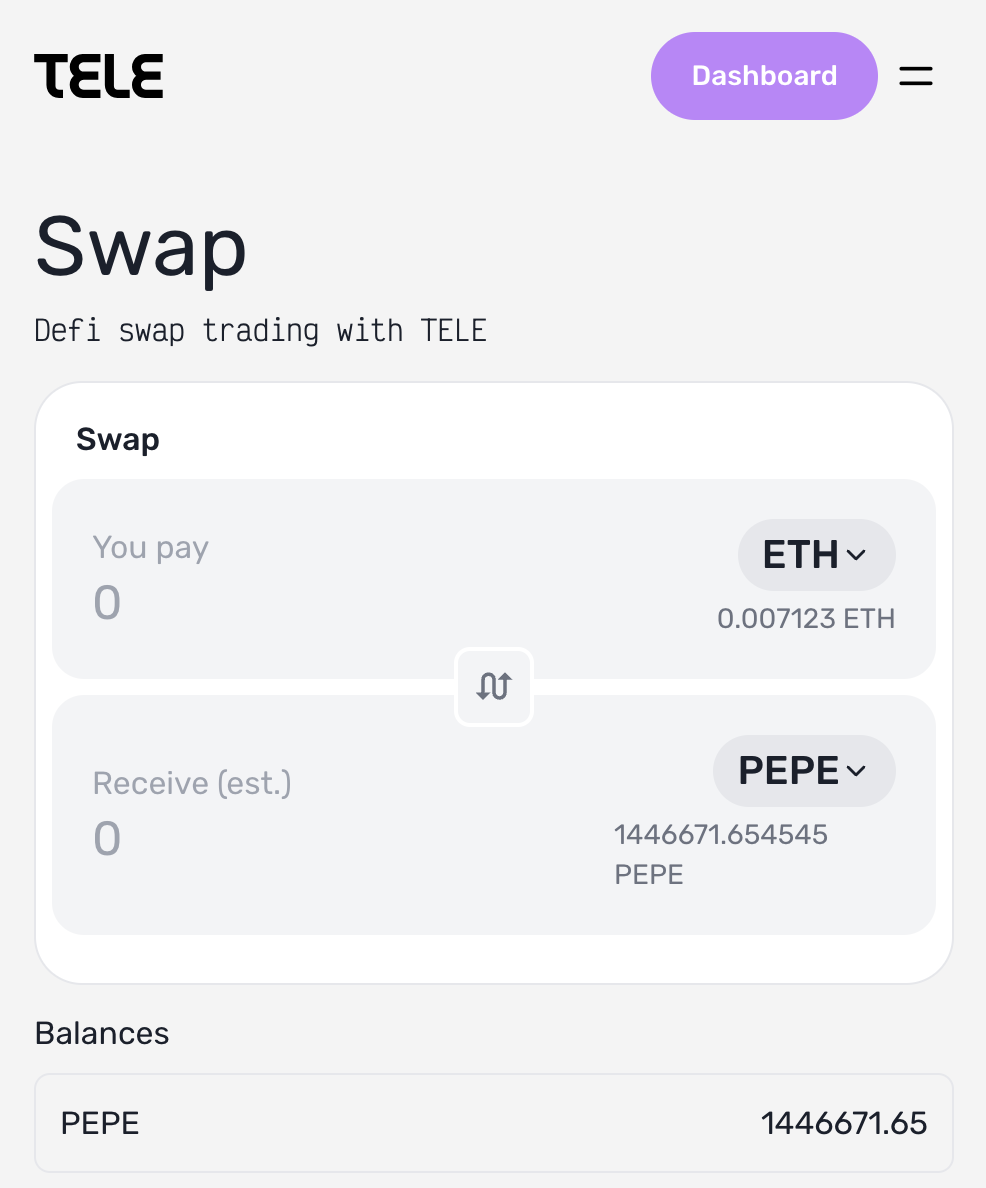 TELE
Dashboard
Swap
Defi swap trading with TELE
Swap
You pay
ETH
0
0.007123 ETH
PEPE
Receive (est.)
0
1446671.654545
PEPE
Balances
PEPE 1446671.65